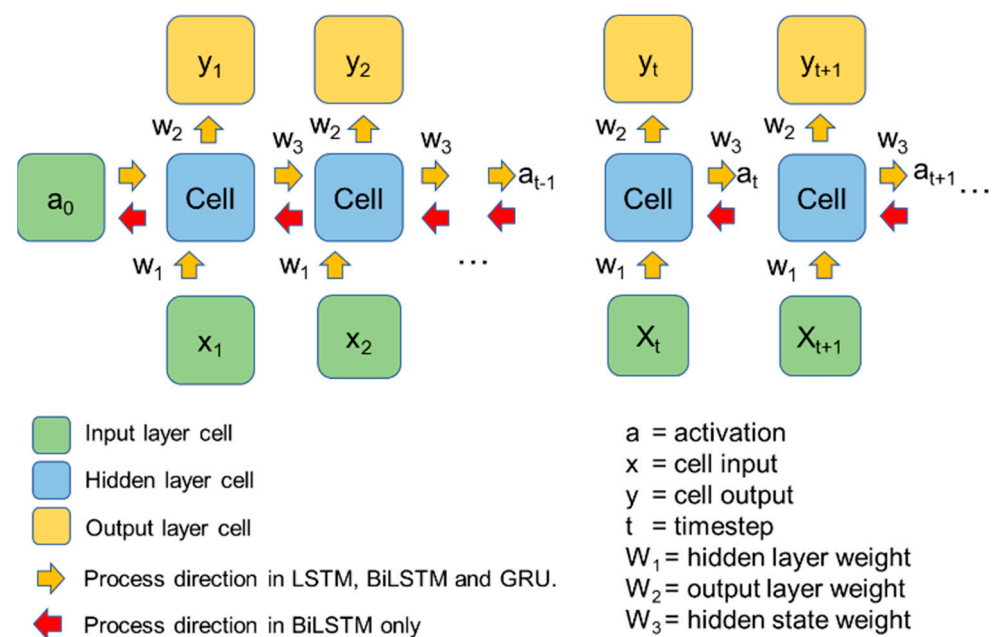 y1 y2 yt yt+1
w2 w2 w2 w2
w3 w3 w3 w3
a0 Cell Cell at-1 Cell at Cell at+1 ...
w1 w1 ... w1 w1
x1 x2 Xt Xt+1
Input layer cell
Hidden layer cell
Output layer cell
Process direction in LSTM, BiLSTM and GRU.
Process direction in BiLSTM only
a = activation
x = cell input
y = cell output
t = timestep
W1= hidden layer weight
W2= output layer weight
W3= hidden state weight